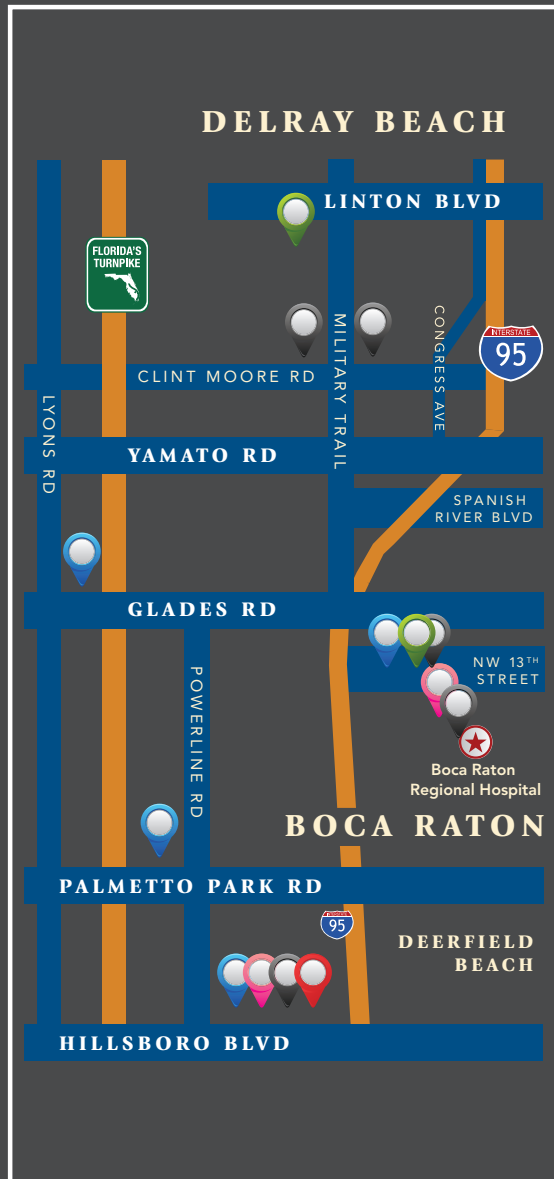 DELRAY BEACH
LINTON BLVD
FLORIDA'S
TURNPIKE
INTERSTATE
95
CONGRESS AVE
MILITARY TRAIL
CLINT MOORE RD
LYONS RD
YAMATO RD
SPANISH
RIVER BLVD
GLADES RD
NW 13TH
STREET
POWERLINE RD
Boca Raton
Regional Hospital
BOCA RATON
PALMETTO PARK RD
INTERSTATE
95
DEERFIELD
BEACH
HILLSBORO BLVD